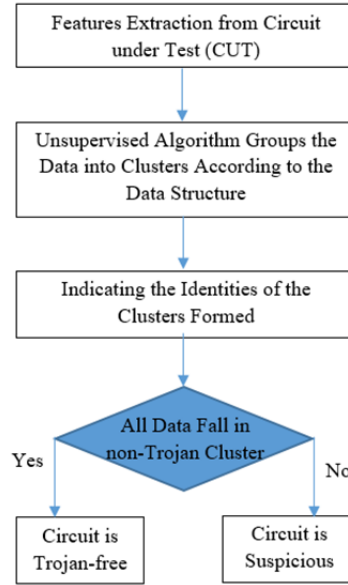 Features Extraction from Circuit
under Test (CUT)
Unsupervised Algorithm Groups the
Data into Clusters According to the
Data Structure
Indicating the Identities of the
Clusters Formed
All Data Fall in
non-Trojan Cluster
Yes
No
Circuit is
Trojan-free
Circuit is
Suspicious